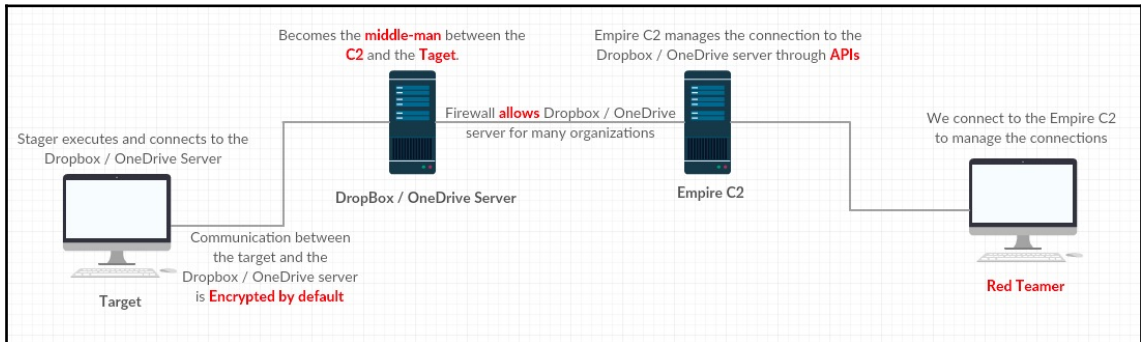 Becomes the middle-man between the
C2 and the Taget.
Empire C2 manages the connection to the
Dropbox / OneDrive server through APIs
Firewall allows Dropbox / OneDrive
server for many organizations
We connect to the Empire C2
to manage the connections
Stager executes and connects to the
Dropbox / OneDrive Server
DropBox / OneDrive Server
Empire C2
Communication between
the target and the
Dropbox / OneDrive server
is Encrypted by default
Target
Red Teamer